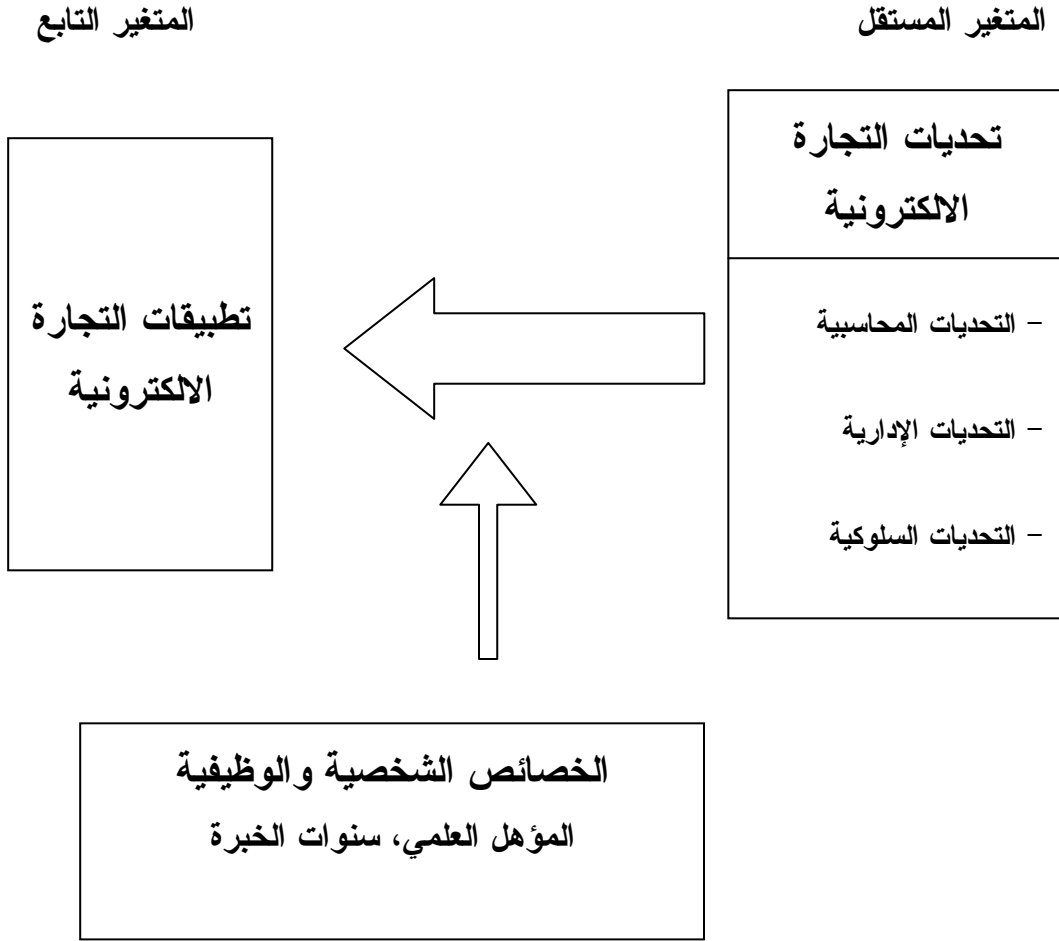 المتغير المستقل
المتغير التابع
تحديات التجارة
الالكترونية
- التحديات المحاسبية
- التحديات الإدارية
- التحديات السلوكية
تطبيقات التجارة
الالكترونية
الخصائص الشخصية والوظيفية
المؤهل العلمي، سنوات الخبرة